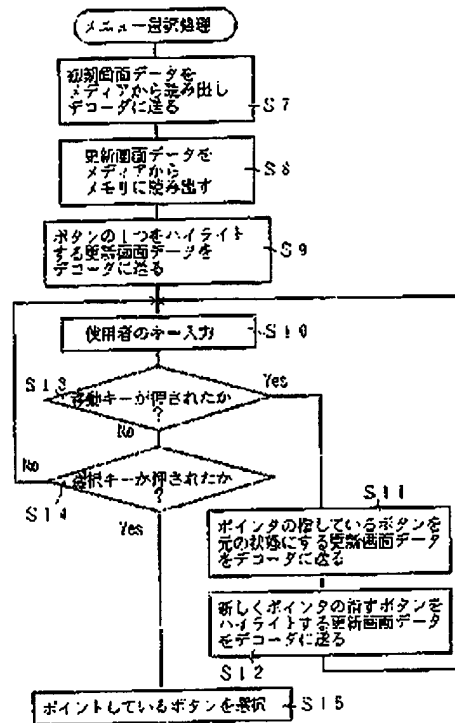 メニュー選択処理
初期画面データを
メディアから読み出し
デコーダに送る
S7
更新画面データを
メディアから
メモリに読み出す
S8
ボタンの1つをハイライト
する更新画面データを
デコーダに送る
S9
使用者のキー入力
S10
S13
移動キーが押されたか
?
Yes
No
選択キーが押されたか
?
No
S14
Yes
S11
ポインタの指しているボタンを
元の状態にする更新画面データ
をデコーダに送る
新しくポインタの指すボタンを
ハイライトする更新画面データ
をデコーダに送る
S12
ポイントしているボタンを選択
S15